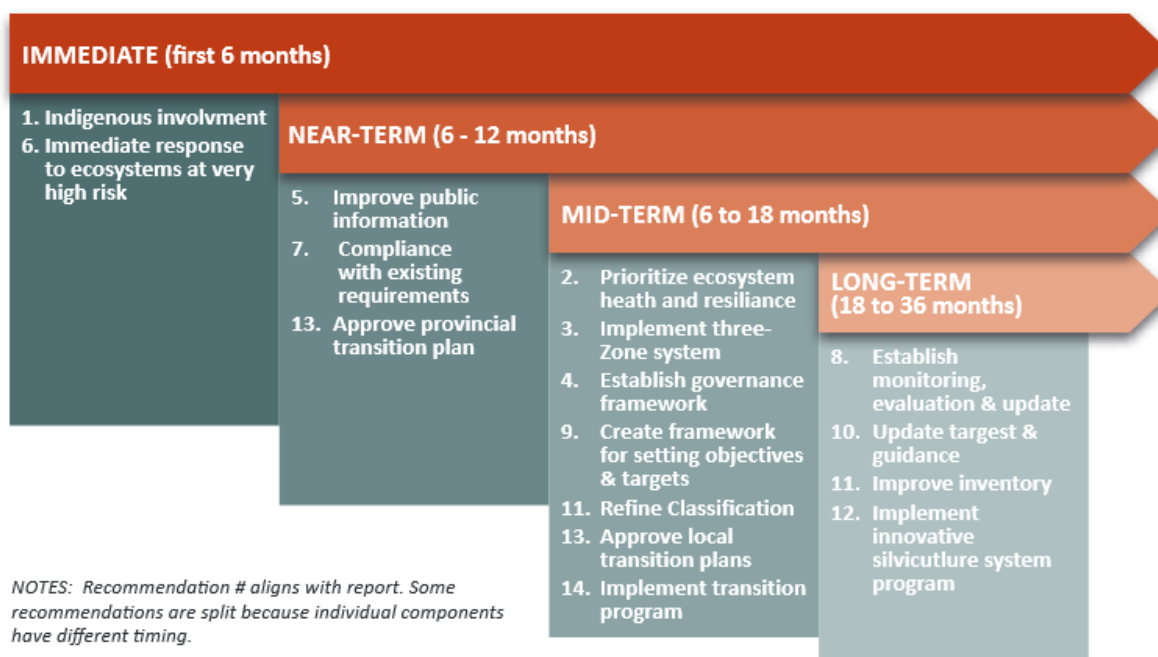 IMMEDIATE (first 6 months)
1. Indigenous involvment
6. Immediate response
to ecosystems at very
high risk
NEAR-TERM (6 - 12 months)
5. Improve public
information
7. Compliance
with existing
requirements
13. Approve provincial
transition plan
MID-TERM (6 to 18 months)
2. Prioritize ecosystem
heath and resiliance
3. Implement three-
Zone system
4. Establish governance
framework
9. Create framework
for setting objectives
& targets
11. Refine Classification
13. Approve local
transition plans
14. Implement transition
program
LONG-TERM
(18 to 36 months)
8. Establish
monitoring,
evaluation & update
10. Update targest &
guidance
11. Improve inventory
12. Implement
innovative
silvicutlure system
program
NOTES: Recommendation # aligns with report. Some
recommendations are split because individual components
have different timing.